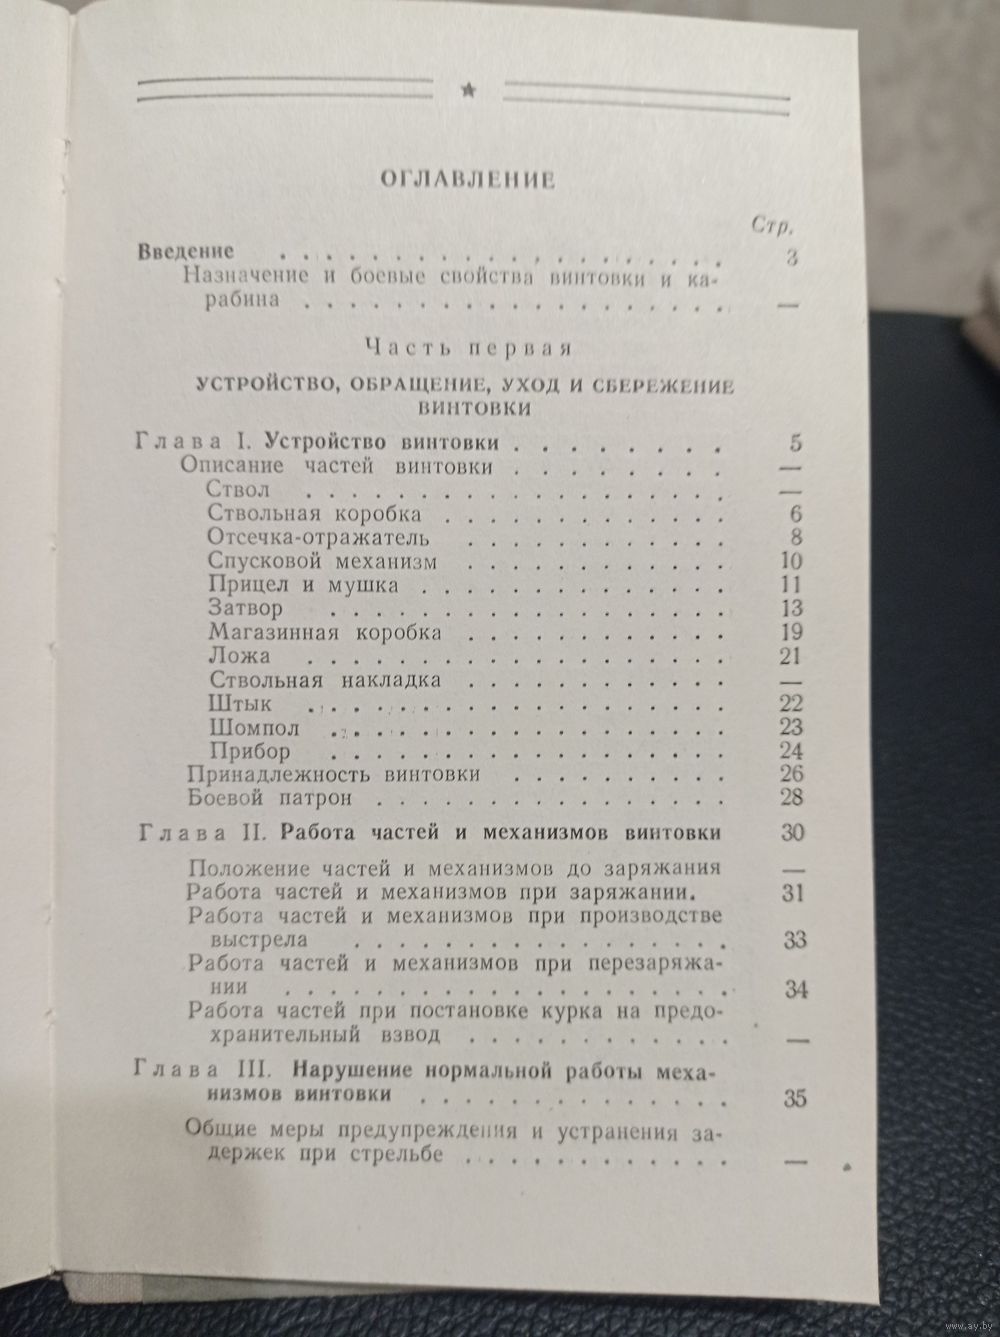 ОГЛАВЛЕНИЕ
Стр.
Введение . . . . . . . . . . . . . . . . . . . . 3
Назначение и боевые свойства винтовки и ка-
рабина . . . . . . . . . . . . . . . . . . . —
Часть первая
УСТРОЙСТВО, ОБРАЩЕНИЕ, УХОД И СБЕРЕЖЕНИЕ
ВИНТОВКИ
Глава I. Устройство винтовки . . . . . . . . . . 5
Описание частей винтовки . . . . . . . . . . —
Ствол . . . . . . . . . . . . . . . . . . . —
Ствольная коробка . . . . . . . . . . . . . 6
Отсечка-отражатель . . . . . . . . . . . . 8
Спусковой механизм . . . . . . . . . . . . 10
Прицел и мушка . . . . . . . . . . . . . . 11
Затвор . . . . . . . . . . . . . . . . . . 13
Магазинная коробка . . . . . . . . . . . . 19
Ложа . . . . . . . . . . . . . . . . . . . 21
Ствольная накладка . . . . . . . . . . . . —
Штык . . . . . . . . . . . . . . . . . . . 22
Шомпол . . . . . . . . . . . . . . . . . . 23
Прибор . . . . . . . . . . . . . . . . . . 24
Принадлежность винтовки . . . . . . . . . . 26
Боевой патрон . . . . . . . . . . . . . . . . 28
Глава II. Работа частей и механизмов винтовки 30
Положение частей и механизмов до заряжания —
Работа частей и механизмов при заряжании. 31
Работа частей и механизмов при производстве
выстрела . . . . . . . . . . . . . . . . . 33
Работа частей и механизмов при перезаряжа-
нии . . . . . . . . . . . . . . . . . . . . 34
Работа частей при постановке курка на предо-
хранительный взвод . . . . . . . . . . . . —
Глава III. Нарушение нормальной работы меха-
низмов винтовки . . . . . . . . . . . . . . 35
Общие меры предупреждения и устранения за-
держек при стрельбе . . . . . . . . . . . . —
www.ay.by